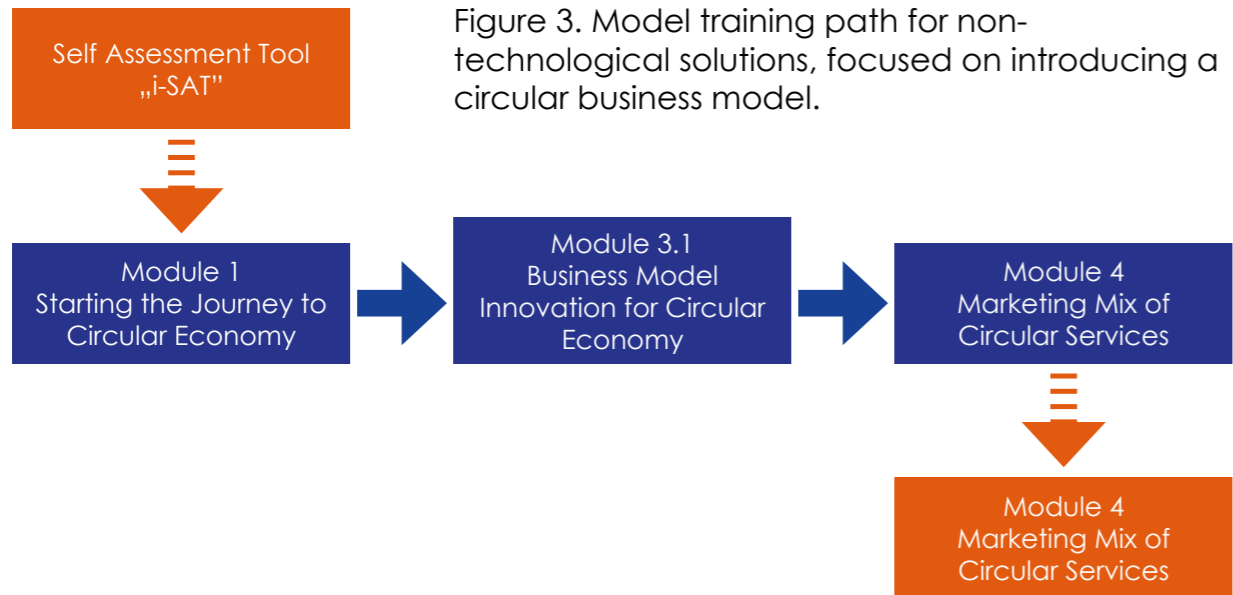 Self Assessment Tool
„i-SAT”
Figure 3. Model training path for non-
technological solutions, focused on introducing a
circular business model.
Module 1
Starting the Journey to
Circular Economy
Module 3.1
Business Model
Innovation for Circular
Economy
Module 4
Marketing Mix of
Circular Services
Module 4
Marketing Mix of
Circular Services